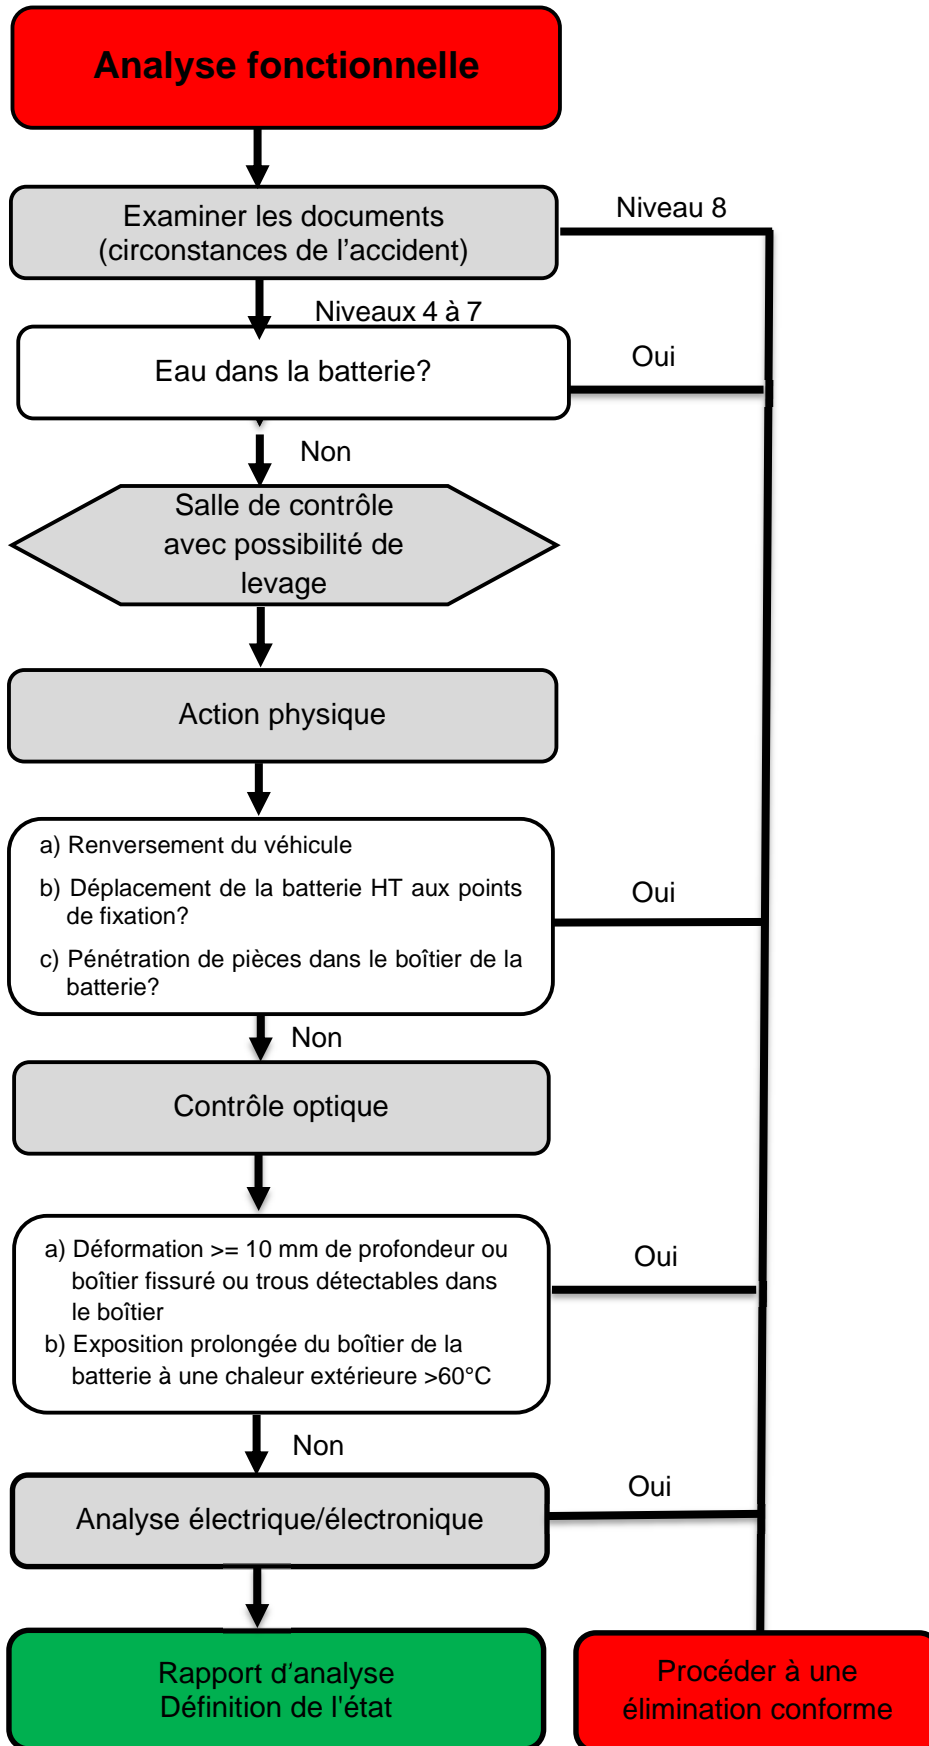 Analyse fonctionnelle
Examiner les documents
(circonstances de l'accident)
Niveau 8
Niveaux 4 à 7
Eau dans la batterie?
Oui
Non
Salle de contrôle
avec possibilité de
levage
Action physique
a) Renversement du véhicule
b) Déplacement de la batterie HT aux points
de fixation?
c) Pénétration de pièces dans le boîtier de la
batterie?
Oui
Non
Contrôle optique
a) Déformation >= 10 mm de profondeur ou
boîtier fissuré ou trous détectables dans
le boîtier
b) Exposition prolongée du boîtier de la
batterie à une chaleur extérieure >60°C
Oui
Non
Analyse électrique/électronique
Oui
Rapport d'analyse
Définition de l'état
Procéder à une
élimination conforme